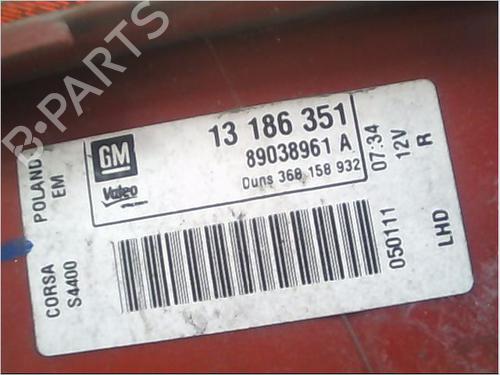 B-PARTS
POLAND
EM
CORSA
S4400
GM
Valeo
13 186 351
89038961 A
Duns 368 158 932
050111 07:34
12V
R
LHD